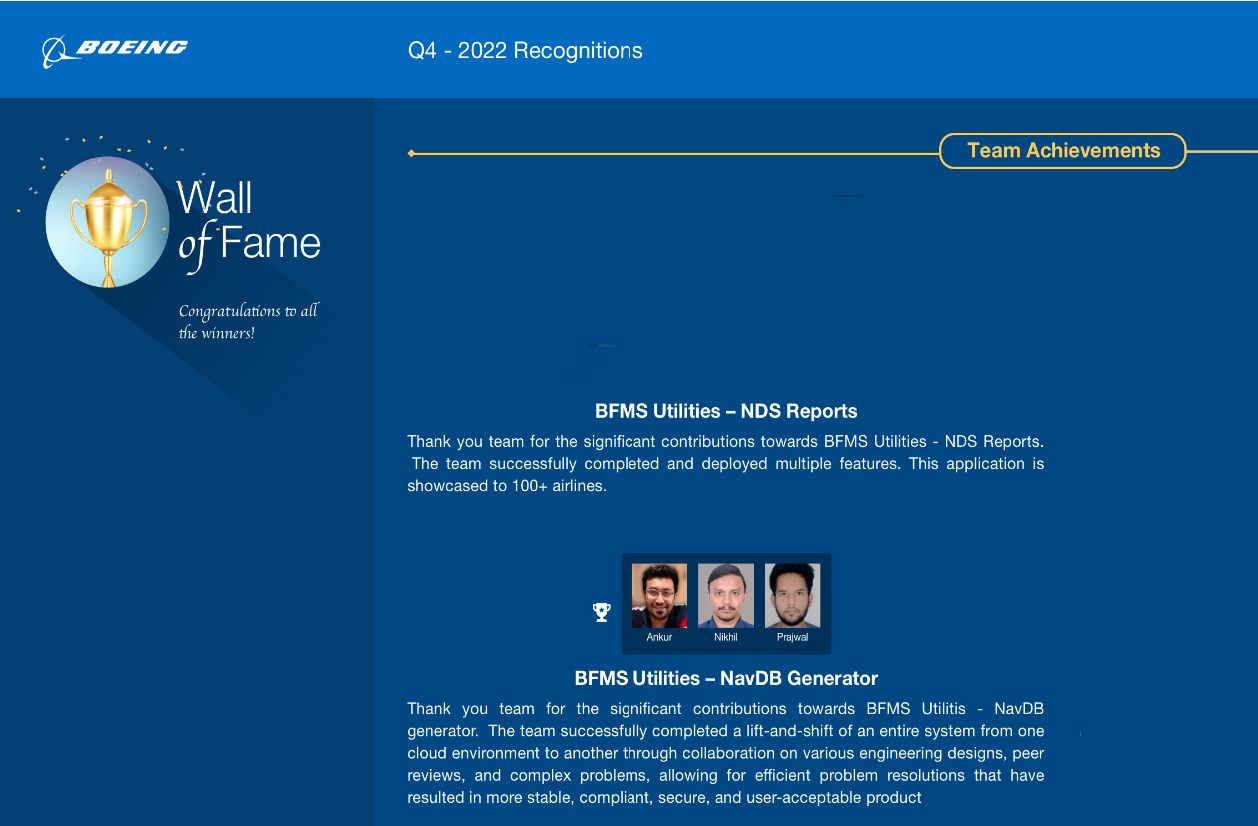 BOEING
Q4 - 2022 Recognitions
Team Achievements
Wall
of Fame
Congratulations to all
the winners!
BFMS Utilities – NDS Reports
Thank you team for the significant contributions towards BFMS Utilities - NDS Reports.
The team successfully completed and deployed multiple features. This application is
showcased to 100+ airlines.
Ankur
Nikhil
Prajwal
BFMS Utilities – NavDB Generator
Thank you team for the significant contributions towards BFMS Utilitis - NavDB
generator. The team successfully completed a lift-and-shift of an entire system from one
cloud environment to another through collaboration on various engineering designs, peer
reviews, and complex problems, allowing for efficient problem resolutions that have
resulted in more stable, compliant, secure, and user-acceptable product